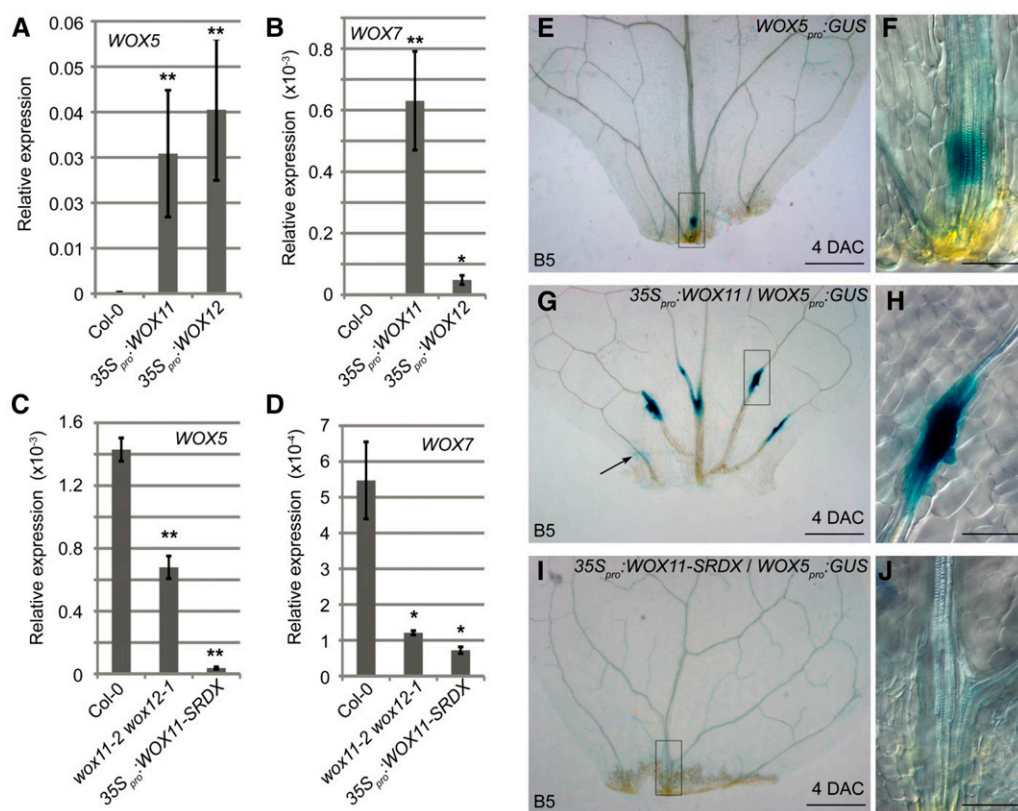 A
WOX5
Relative expression
0.06
0.04
0.03
0.03
0.01
0
**
**
Col-0
35Spro:WOX11
35Spro:WOX12
B
WOX7
Relative expression (x10-3)
0.8
0.6
0.4
0.2
0
**
*
Col-0
35Spro:WOX11
35Spro:WOX12
C
WOX5
Relative expression (x10-3)
1.6
1.2
0.8
0.4
0
**
**
Col-0
wox11-2 wox12-1
35Spro:WOX11-SRDX
D
WOX7
Relative expression (x10-4)
7
6
5
4
3
2
1
0
*
*
Col-0
wox11-2 wox12-1
35Spro:WOX11-SRDX
E
WOX5pro:GUS
B5
4 DAC
F
G
35Spro:WOX11 / WOX5pro:GUS
B5
4 DAC
H
I
35Spro:WOX11-SRDX / WOX5pro:GUS
B5
4 DAC
J